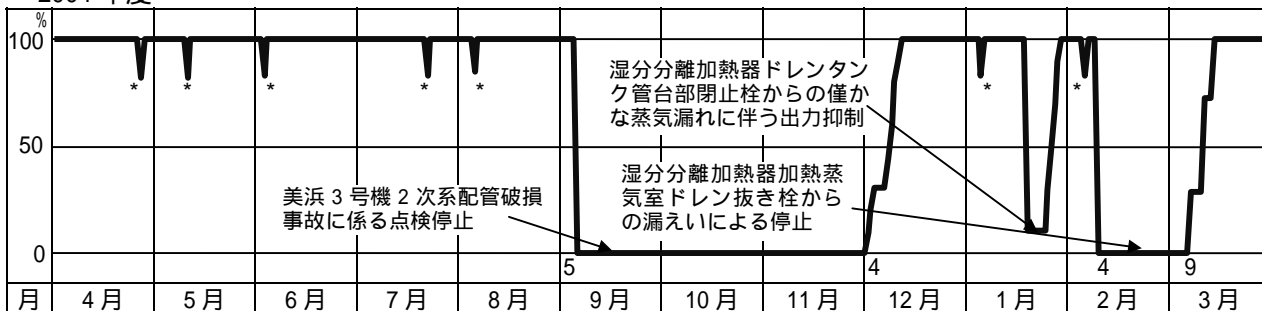 %
100
50
0
*
*
*
*
*
*
*
湿分分離加熱器ドレンタン
ク管台部閉止栓からの僅か
な蒸気漏れに伴う出力抑制
湿分分離加熱器加熱蒸
気室ドレン抜き栓から
の漏えいによる停止
美浜3号機2次系配管破損
事故に係る点検停止
5
4
4
9
月 4月 5月 6月 7月 8月 9月 10月 11月 12月 1月 2月 3月